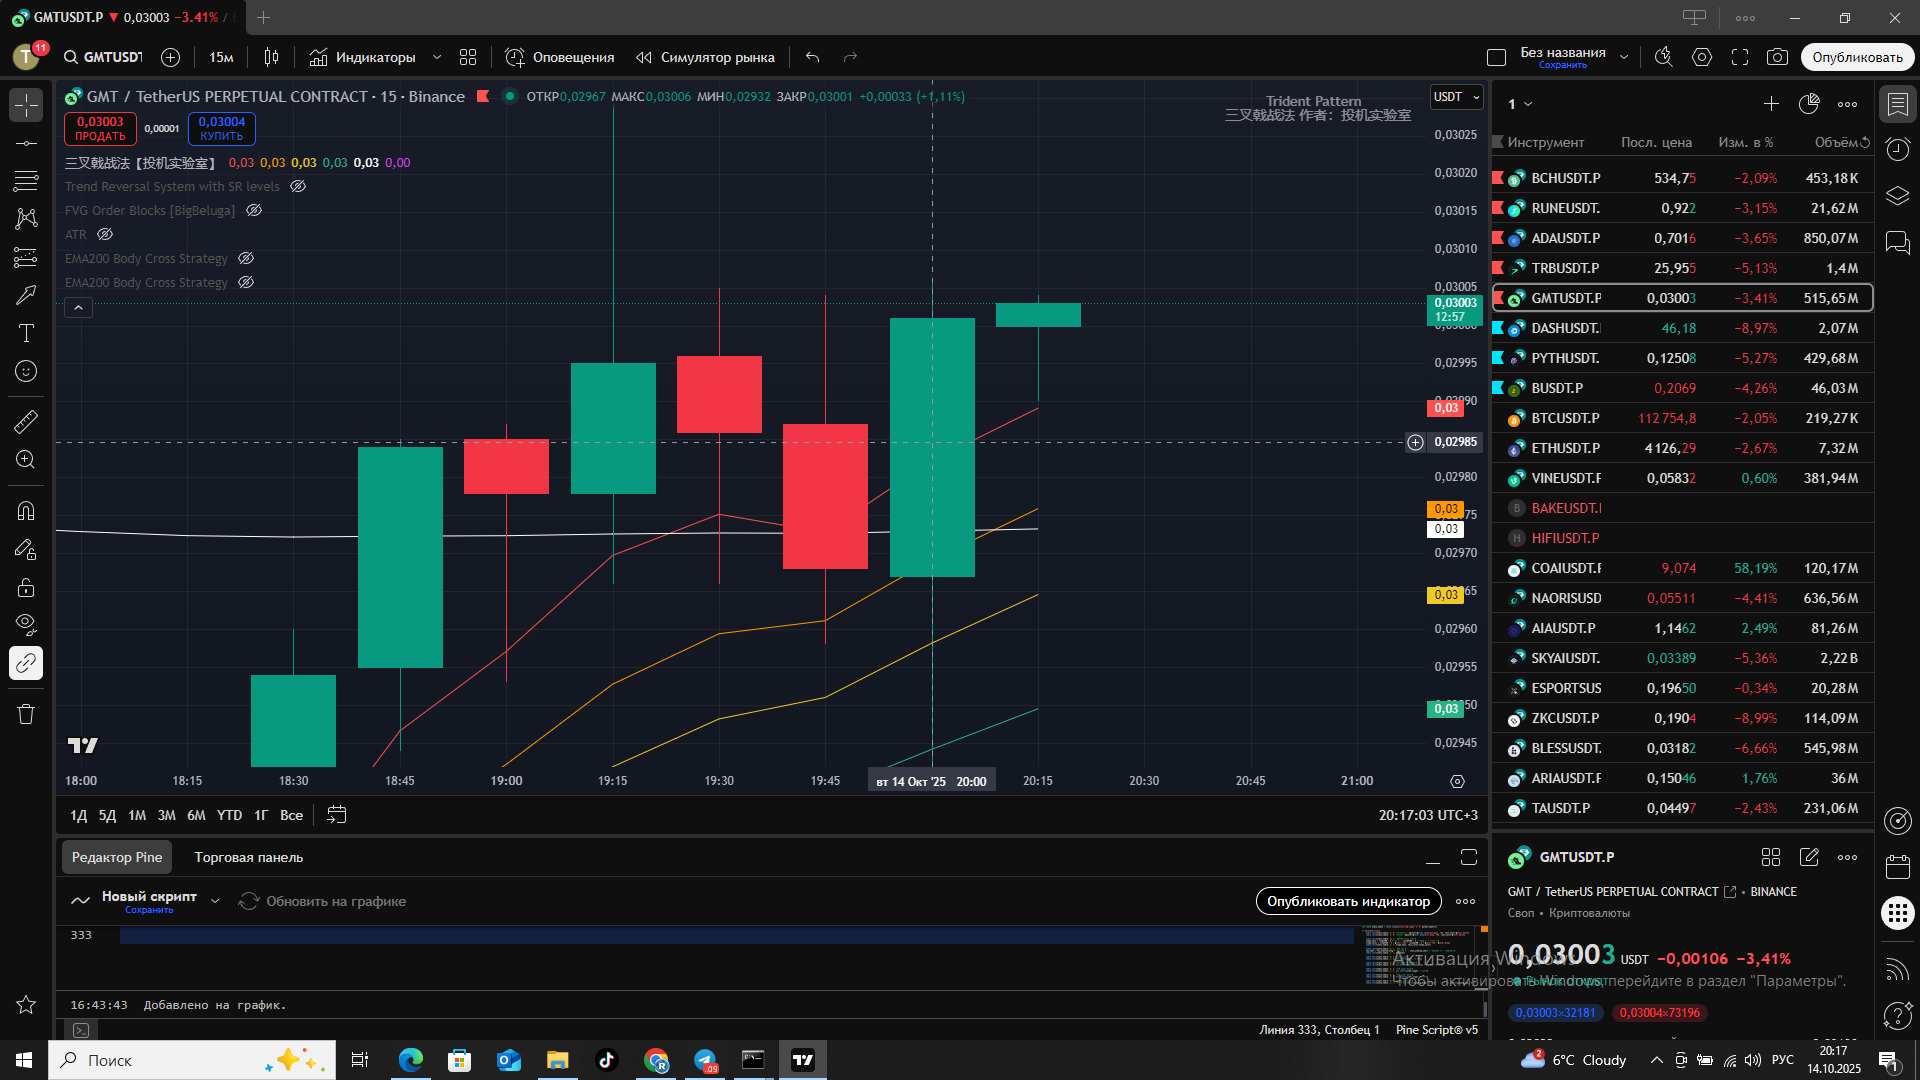 GMTUSDT.P ▼ 0,03003 −3.41% /
T 11 GMTUSDT 15м Индикаторы Оповещения Симулятор рынка Без названия Сохранить Опубликовать
GMT / TetherUS PERPETUAL CONTRACT · 15 · Binance ОТКР0,02967 МАКС0,03006 МИН0,02932 ЗАКР0,03001 +0,00033 (+1,11%)
Trident Pattern
三叉戟战法 作者：投机实验室
USDT
0,03003 ПРОДАТЬ 0,00001 0,03004 КУПИТЬ
三叉戟战法【投机实验室】 0,03 0,03 0,03 0,03 0,03 0,00
Trend Reversal System with SR levels
FVG Order Blocks [BigBeluga]
ATR
EMA200 Body Cross Strategy
EMA200 Body Cross Strategy
0,03025
0,03020
0,03015
0,03010
0,03005
0,03003
12:57
0,02995
0,03
0,02985
0,02980
0,03
0,03
0,02970
0,03
0,02960
0,02955
0,03
0,02945
18:00 18:15 18:30 18:45 19:00 19:15 19:30 19:45 вт 14 Окт '25 20:00 20:15 20:30 20:45 21:00
1Д 5Д 1М 3М 6М YTD 1Г Все 20:17:03 UTC+3
Редактор Pine Торговая панель
Новый скрипт Сохранить Обновить на графике Опубликовать индикатор
333
16:43:43 Добавлено на график.
Линия 333, Столбец 1 Pine Script® v5
1
Инструмент Посл. цена Изм. в % Объём
BCHUSDT.P 534,75 −2,09% 453,18 K
RUNEUSDT. 0,922 −3,15% 21,62 M
ADAUSDT.P 0,7016 −3,65% 850,07 M
TRBUSDT.P 25,955 −5,13% 1,4 M
GMTUSDT.P 0,03003 −3,41% 515,65 M
DASHUSDT. 46,18 −8,97% 2,07 M
PYTHUSDT. 0,12508 −5,27% 429,68 M
BUSDT.P 0,2069 −4,26% 46,03 M
BTCUSDT.P 112 754,8 −2,05% 219,27 K
ETHUSDT.P 4 126,29 −2,67% 7,32 M
VINEUSDT.F 0,05832 0,60% 381,94 M
B BAKEUSDT.I
H HIFIUSDT.P
COAIUSDT.F 9,074 58,19% 120,17 M
NAORISUSD 0,05511 −4,41% 636,56 M
AIAUSDT.P 1,1462 2,49% 81,26 M
SKYAIUSDT. 0,03389 −5,36% 2,22 B
ESPORTSUS 0,19650 −0,34% 20,28 M
ZKCUSDT.P 0,1904 −8,99% 114,09 M
BLESSUSDT. 0,03182 −6,66% 545,98 M
ARIAUSDT.F 0,15046 1,76% 36 M
TAUSDT.P 0,04497 −2,43% 231,06 M
GMTUSDT.P
GMT / TetherUS PERPETUAL CONTRACT • BINANCE
Своп • Криптовалюты
0,03003 USDT −0,00106 −3,41%
Активация Windows
Чтобы активировать Windows, перейдите в раздел "Параметры".
0,03003×32181 0,03004×73196
Поиск
.09
2 6°C Cloudy РУС 20:17
14.10.2025 1